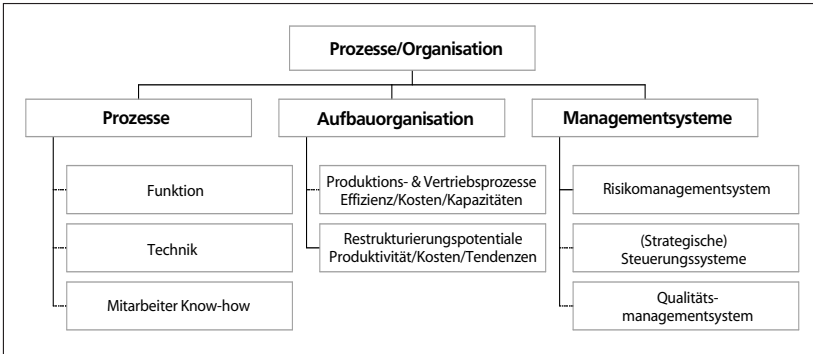 Prozesse/Organisation
Prozesse
Aufbauorganisation
Managementsysteme
Funktion
Technik
Mitarbeiter Know-how
Produktions- & Vertriebsprozesse
Effizienz/Kosten/Kapazitäten
Restrukturierungspotentiale
Produktivität/Kosten/Tendenzen
Risikomanagementsystem
(Strategische)
Steuerungssysteme
Qualitäts-
managementsystem